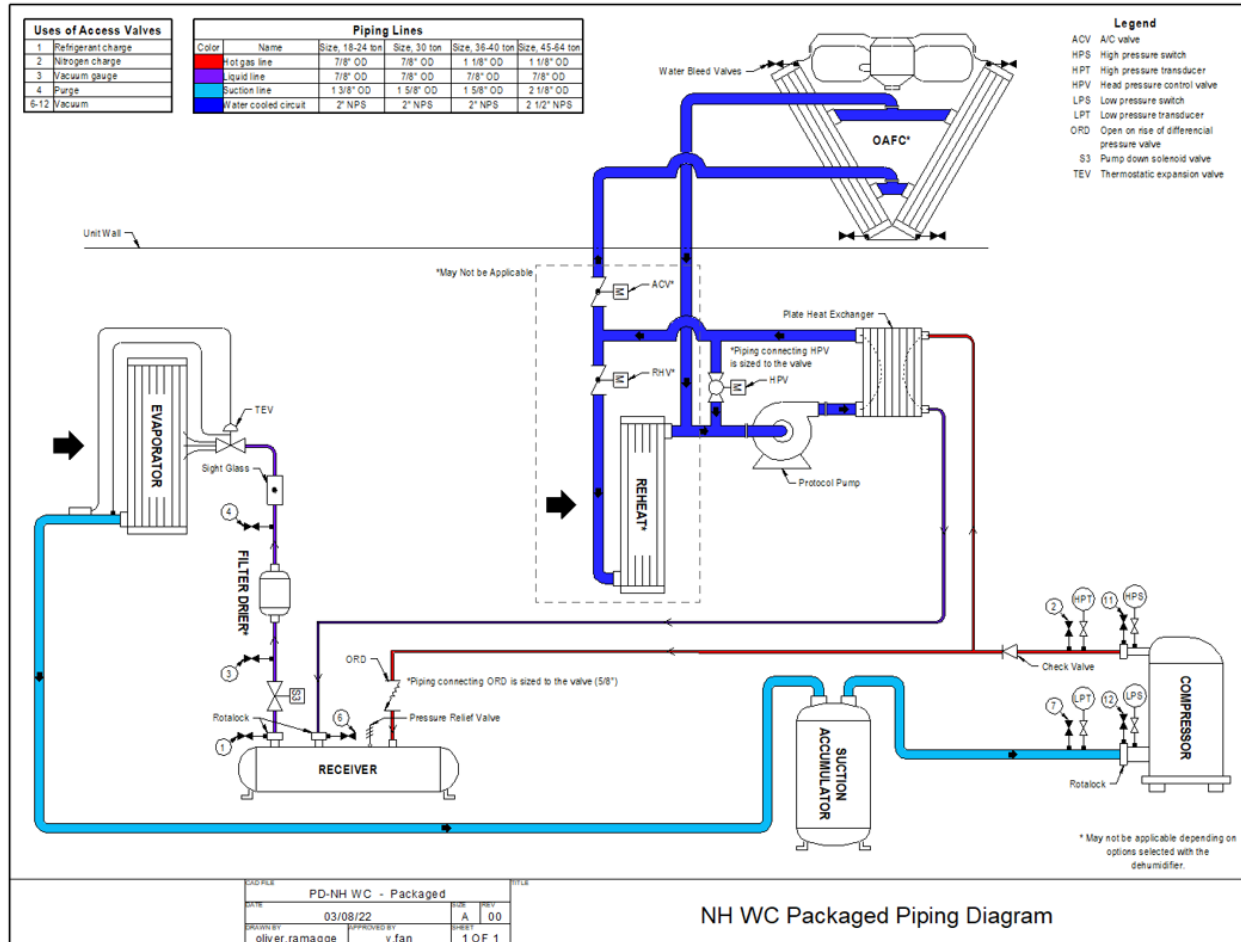 Uses of Access Valves
1 Refrigerant charge
2 Nitrogen charge
3 Vacuum gauge
4 Purge
6-12 Vacuum
Piping Lines
Color Name Size, 18-24 ton Size, 30 ton Size, 36-40 ton Size, 45-64 ton
Hot gas line 7/8" OD 7/8" OD 1 1/8" OD 1 1/8" OD
Liquid line 7/8" OD 7/8" OD 7/8" OD 7/8" OD
Suction line 1 3/8" OD 1 5/8" OD 1 5/8" OD 2 1/8" OD
Water cooled circuit 2" NPS 2" NPS 2" NPS 2 1/2" NPS
Legend
ACV A/C valve
HPS High pressure switch
HPT High pressure transducer
HPV Head pressure control valve
LPS Low pressure switch
LPT Low pressure transducer
ORD Open on rise of differencial
pressure valve
S3 Pump down solenoid valve
TEV Thermostatic expansion valve
Water Bleed Valves
OAFC*
Unit Wall
*May Not be Applicable
M
ACV*
Plate Heat Exchanger
*Piping connecting HPV
is sized to the valve
M
RHV*
M
HPV
EVAPORATOR
TEV
Sight Glass
REHEAT*
Protocol Pump
4
FILTER DRIER*
3
S3
Rotalock
1
6
RECEIVER
ORD
*Piping connecting ORD is sized to the valve (5/8")
Pressure Relief Valve
2
HPT
11
HPS
Check Valve
COMPRESSOR
7
LPT
12
LPS
Rotalock
SUCTION
ACCUMULATOR
* May not be applicable depending on
options selected with the
dehumidifier.
CAD FILE
PD-NH WC - Packaged
TITLE
DATE
03/08/22
SIZE
A
REV
00
DRAWN BY
oliver.ramagge
APPROVED BY
v.fan
SHEET
1 OF 1
NH WC Packaged Piping Diagram